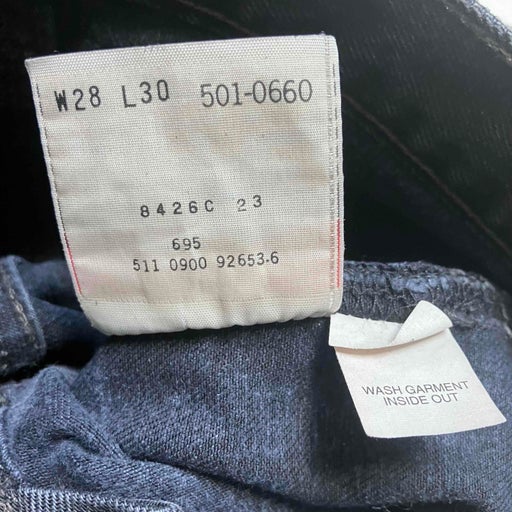 W28 L30 501-0660
8426C 23
695
511 0900 92653-6
WASH GARMENT
INSIDE OUT